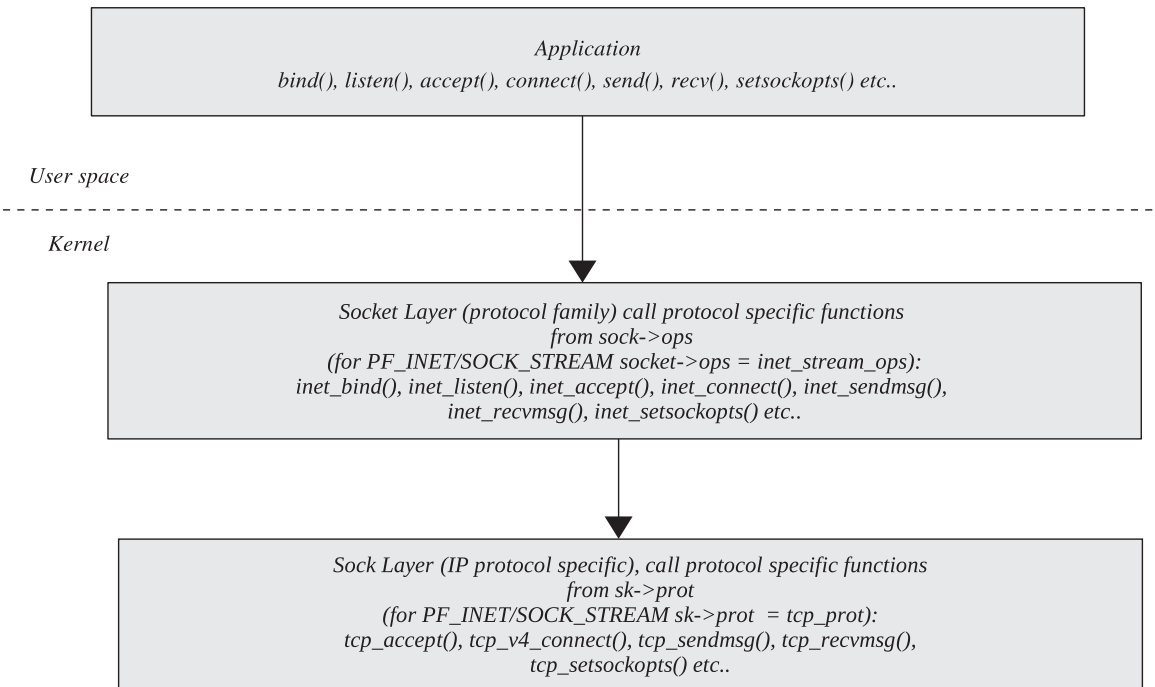 Application
bind(), listen(), accept(), connect(), send(), recv(), setsockopts() etc..
User space
Kernel
Socket Layer (protocol family) call protocol specific functions
from sock->ops
(for PF_INET/SOCK_STREAM socket->ops = inet_stream_ops):
inet_bind(), inet_listen(), inet_accept(), inet_connect(), inet_sendmsg(),
inet_recvmsg(), inet_setsockopts() etc..
Sock Layer (IP protocol specific), call protocol specific functions
from sk->prot
(for PF_INET/SOCK_STREAM sk->prot = tcp_prot):
tcp_accept(), tcp_v4_connect(), tcp_sendmsg(), tcp_recvmsg(),
tcp_setsockopts() etc..